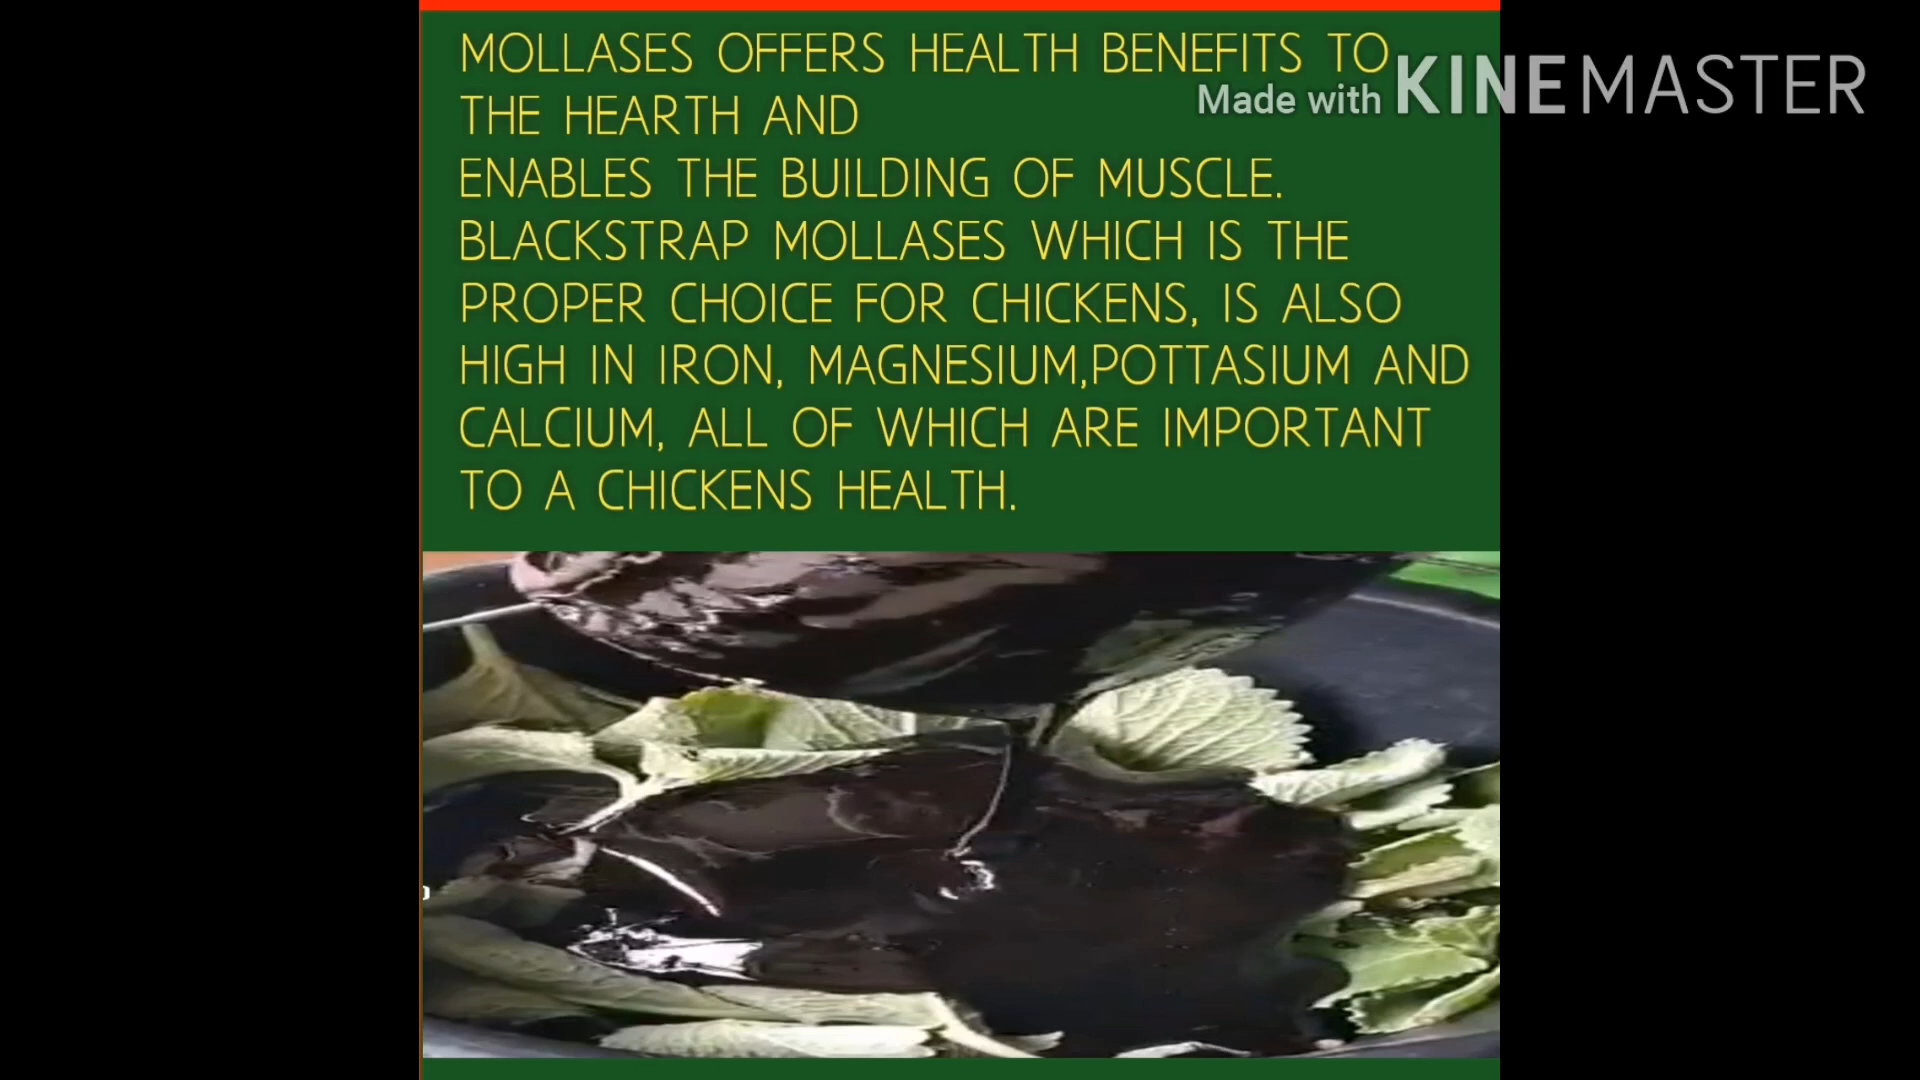 MOLLASES OFFERS HEALTH BENEFITS TO
THE HEARTH AND
ENABLES THE BUILDING OF MUSCLE.
BLACKSTRAP MOLLASES WHICH IS THE
PROPER CHOICE FOR CHICKENS, IS ALSO
HIGH IN IRON, MAGNESIUM,POTTASIUM AND
CALCIUM, ALL OF WHICH ARE IMPORTANT
TO A CHICKENS HEALTH.
Made with KINEMASTER